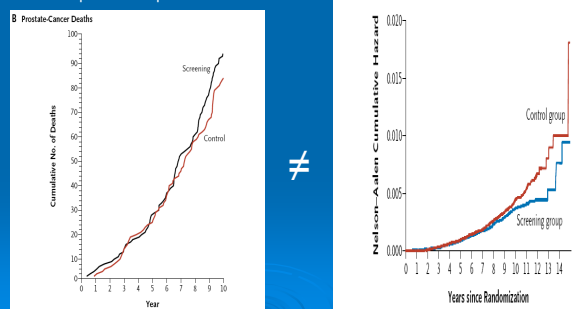 B Prostate-Cancer Deaths
100
90
80
70
60
50
40
30
20
10
0
Cumulative No. of Deaths
Screening
Control
0 1 2 3 4 5 6 7 8 9 10
Year
≠
0.020
0.015
0.010
0.005
0.000
Nelson–Aalen Cumulative Hazard
Control group
Screening group
0 1 2 3 4 5 6 7 8 9 10 11 12 13 14
Years since Randomization